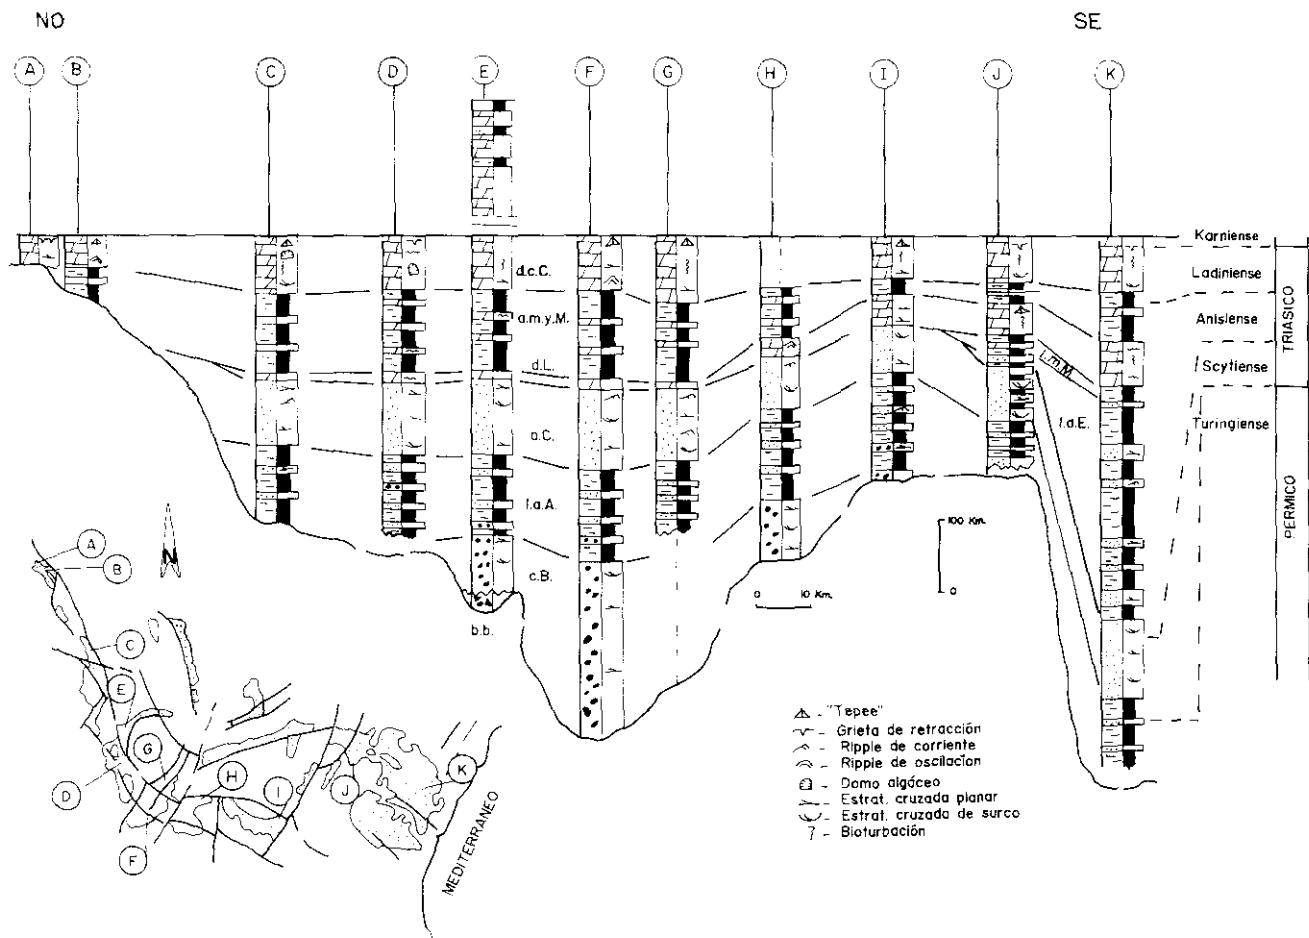 NO
SE
A
B
C
D
E
F
G
H
I
J
K
Karniense
Ladiniense
Anisiense
Scytiense
Turingiense
TRIASICO
PERMICO
d.c.C.
a.m.y.M.
d.L.
a.C.
l.a.A.
c.B.
b.b.
l.m.M.
l.a.E.
100 Km.
0
0 10 Km.
"Tepee"
Grieta de retracción
Ripple de corriente
Ripple de oscilacion
Domo algáceo
Estrat. cruzada planar
Estrat. cruzada de surco
Bioturbación
N
A
B
C
E
G
D
H
I
J
K
F
MEDITERRANEO